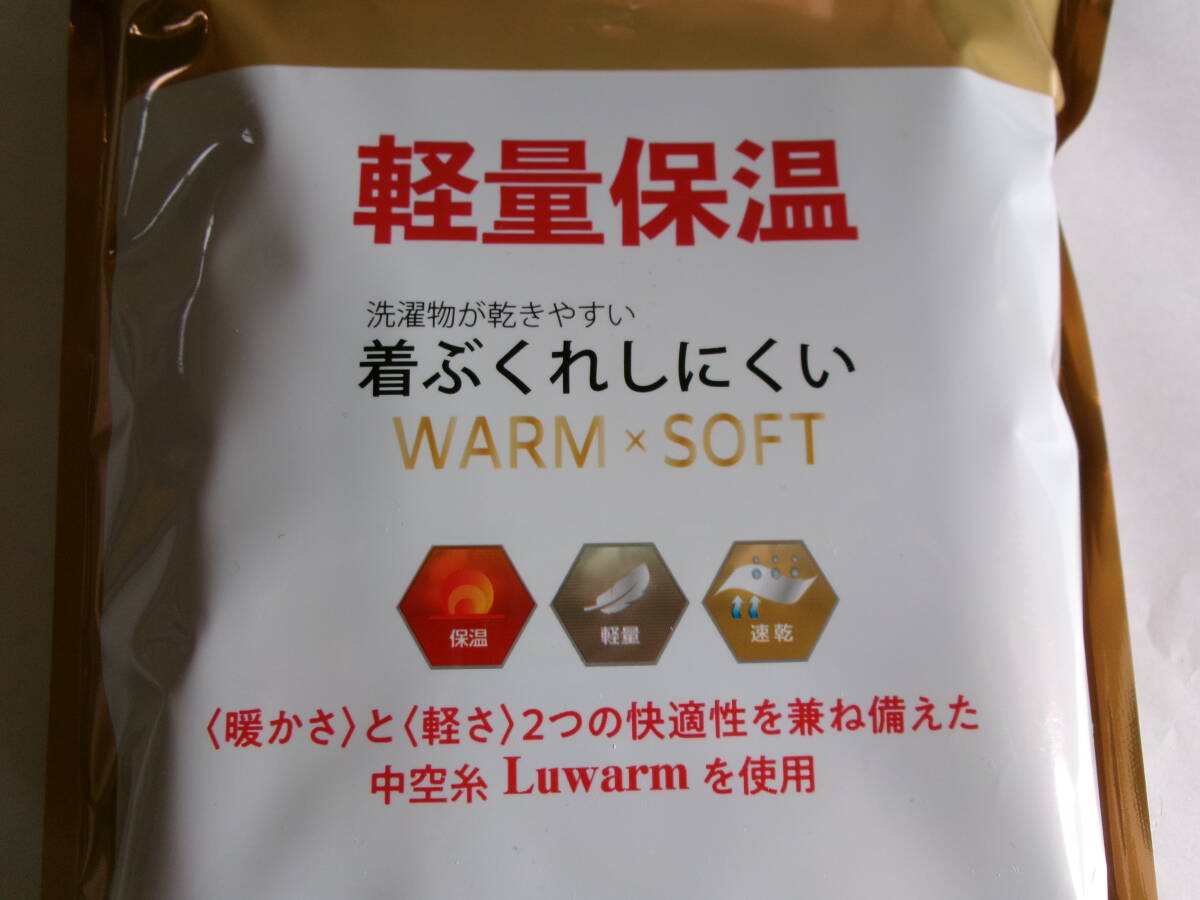 軽量保温
洗濯物が乾きやすい
着ぶくれしにくい
WARM × SOFT
保温 軽量 速乾
〈暖かさ〉と〈軽さ〉2つの快適性を兼ね備えた
中空糸 Luwarm を使用